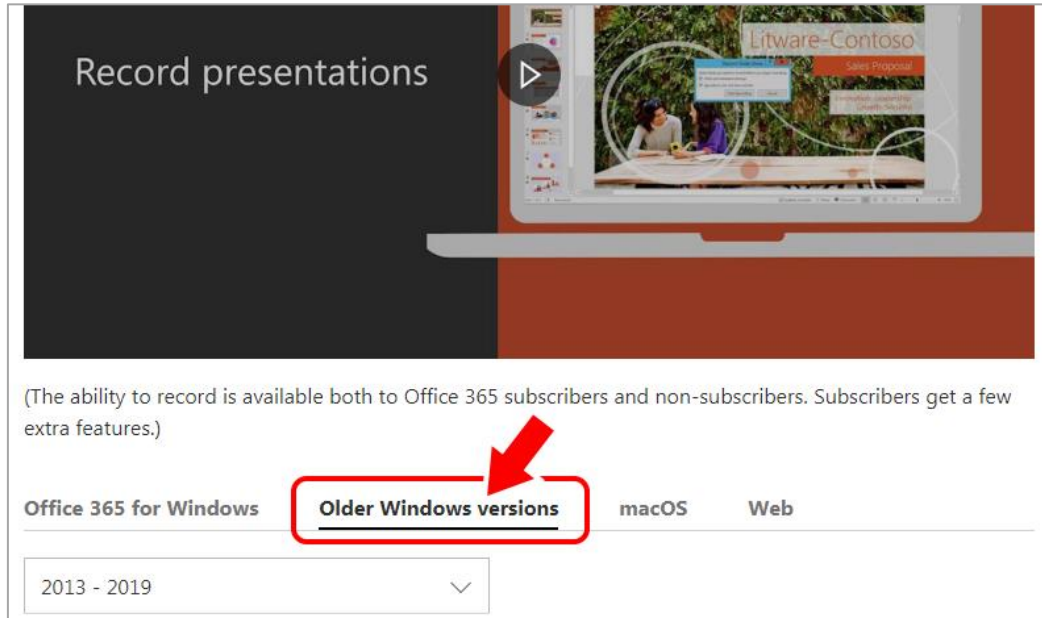 Record presentations
Litware-Contoso
Sales Proposal
(The ability to record is available both to Office 365 subscribers and non-subscribers. Subscribers get a few
extra features.)
Office 365 for Windows Older Windows versions macOS Web
2013 - 2019